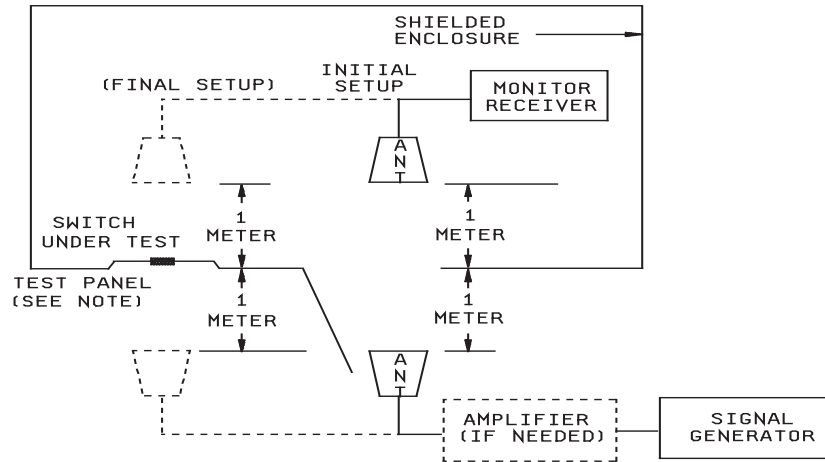 SHIELDED
ENCLOSURE
INITIAL
SETUP
(FINAL SETUP)
MONITOR
RECEIVER
ANT
1
METER
1
METER
SWITCH
UNDER TEST
TEST PANEL
(SEE NOTE)
1
METER
1
METER
ANT
AMPLIFIER
(IF NEEDED)
SIGNAL
GENERATOR